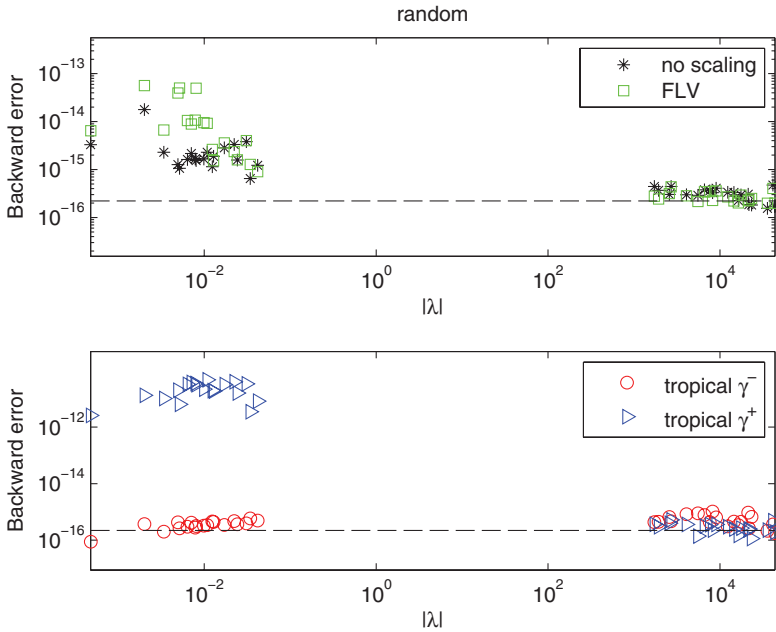 random
Backward error
10^{-13}
10^{-14}
10^{-15}
10^{-16}
no scaling
FLV
10^{-2}
10^{0}
10^{2}
10^{4}
|λ|
Backward error
10^{-12}
10^{-14}
10^{-16}
tropical γ^{-}
tropical γ^{+}
10^{-2}
10^{0}
10^{2}
10^{4}
|λ|